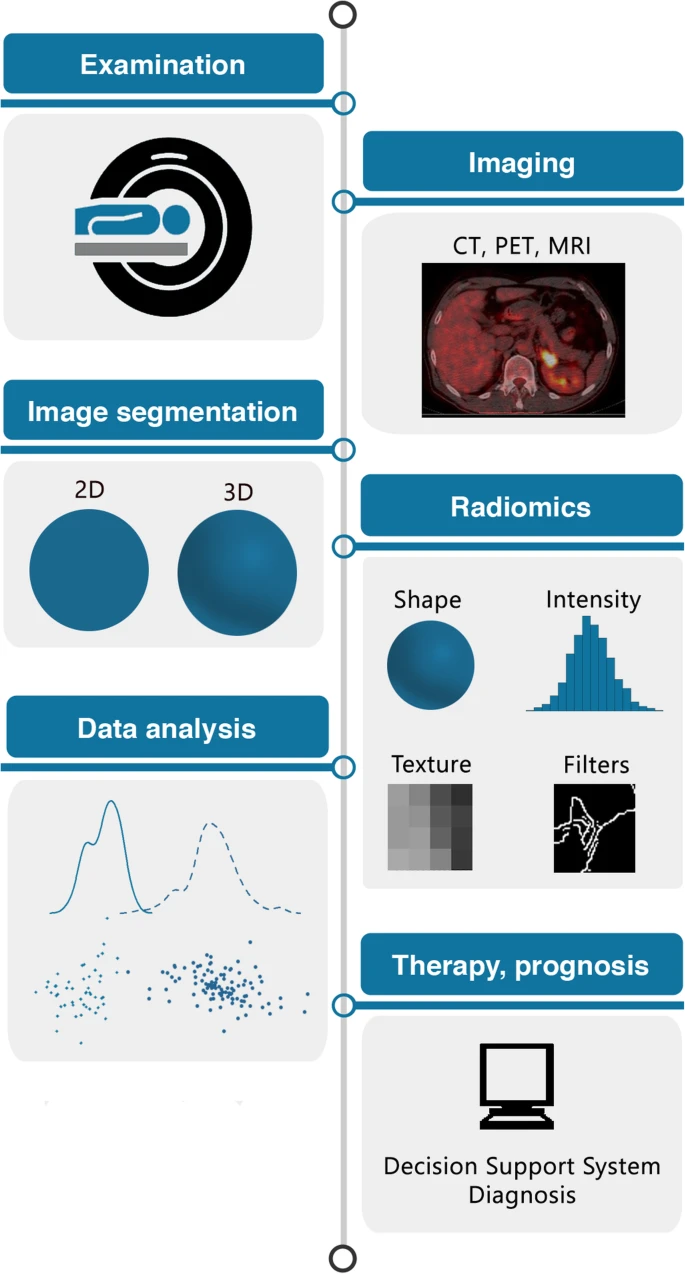 Examination
Imaging
CT, PET, MRI
Image segmentation
2D
3D
Radiomics
Shape
Intensity
Texture
Filters
Data analysis
Therapy, prognosis
Decision Support System
Diagnosis